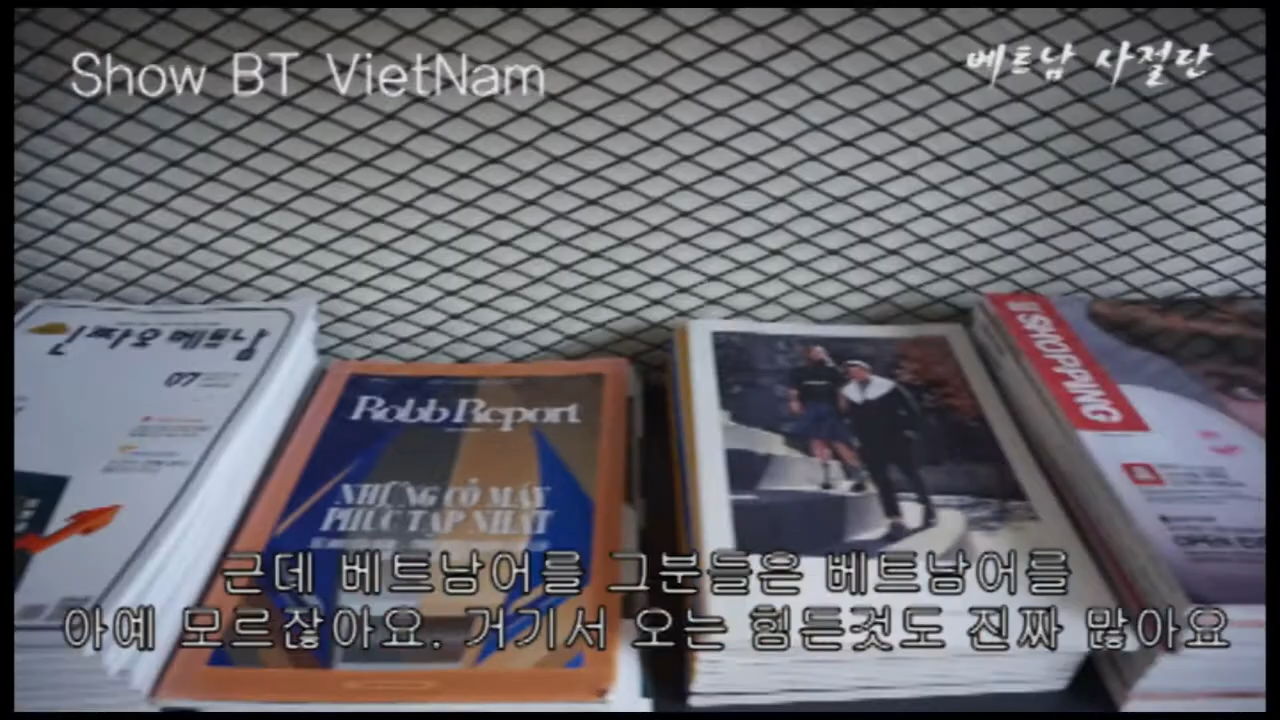 Show BT VietNam
베트남 사절단
씬짜오베트남
07
Robb Report
NHỮNG CỖ MÁY
PHỨC TẠP NHẤT
SHOPPING
근데 베트남어를 그분들은 베트남어를
아예 모르잖아요. 거기서 오는 힘든것도 진짜 많아요